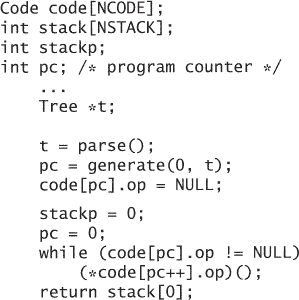 Code code[NCODE];
int stack[NSTACK];
int stackp;
int pc; /* program counter */
    ...
    Tree *t;

    t = parse();
    pc = generate(0, t);
    code[pc].op = NULL;

    stackp = 0;
    pc = 0;
    while (code[pc].op != NULL)
        (*code[pc++].op)();
    return stack[0];